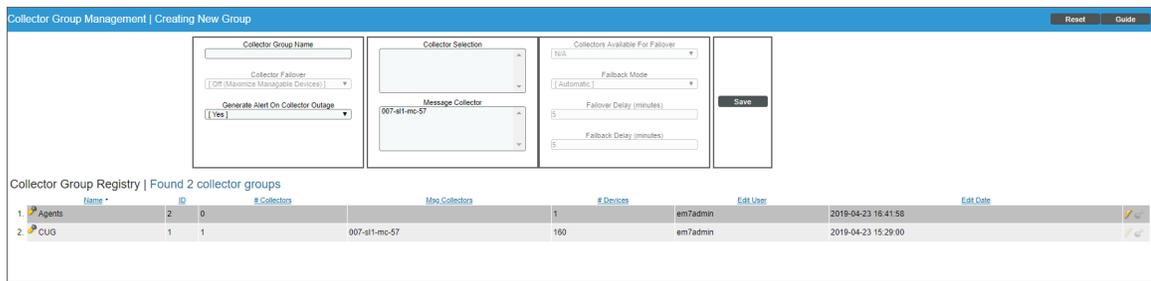 Collector Group Management | Creating New Group
Reset
Guide
Collector Group Name
Collector Failover
[ Off (Maximize Managable Devices) ]
Generate Alert On Collector Outage
[ Yes ]
Collector Selection
Message Collector
007-sl1-mc-57
Collectors Available For Failover
N/A
Failback Mode
[ Automatic ]
Failover Delay (minutes)
5
Failback Delay (minutes)
5
Save
Collector Group Registry | Found 2 collector groups
Name • ID # Collectors Msg Collectors # Devices Edit User Edit Date
1. Agents 2 0 1 em7admin 2019-04-23 16:41:58
2. CUG 1 1 007-sl1-mc-57 160 em7admin 2019-04-23 15:29:00